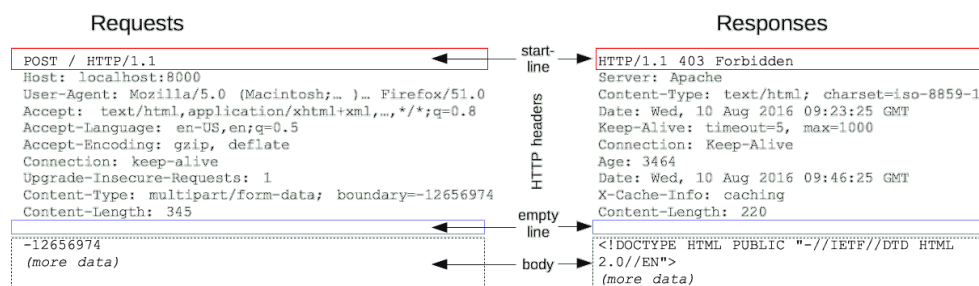 Requests
POST / HTTP/1.1
Host: localhost:8000
User-Agent: Mozilla/5.0 (Macintosh;… )… Firefox/51.0
Accept: text/html,application/xhtml+xml,…,*/*;q=0.8
Accept-Language: en-US,en;q=0.5
Accept-Encoding: gzip, deflate
Connection: keep-alive
Upgrade-Insecure-Requests: 1
Content-Type: multipart/form-data; boundary=-12656974
Content-Length: 345
-12656974
(more data)
start-
line
HTTP headers
empty
line
body
Responses
HTTP/1.1 403 Forbidden
Server: Apache
Content-Type: text/html; charset=iso-8859-1
Date: Wed, 10 Aug 2016 09:23:25 GMT
Keep-Alive: timeout=5, max=1000
Connection: Keep-Alive
Age: 3464
Date: Wed, 10 Aug 2016 09:46:25 GMT
X-Cache-Info: caching
Content-Length: 220
<!DOCTYPE HTML PUBLIC "-//IETF//DTD HTML
2.0//EN">
(more data)